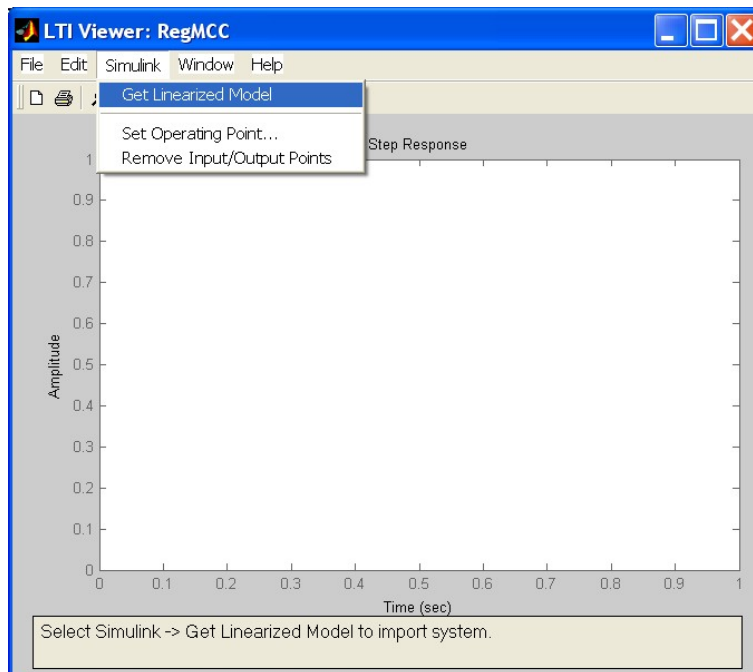 LTI Viewer: RegMCC
File Edit Simulink Window Help
Get Linearized Model
Set Operating Point...
Remove Input/Output Points
Step Response
1
0.9
0.8
0.7
0.6
0.5
0.4
0.3
0.2
0.1
0
Amplitude
0 0.1 0.2 0.3 0.4 0.5 0.6 0.7 0.8 0.9 1
Time (sec)
Select Simulink -> Get Linearized Model to import system.